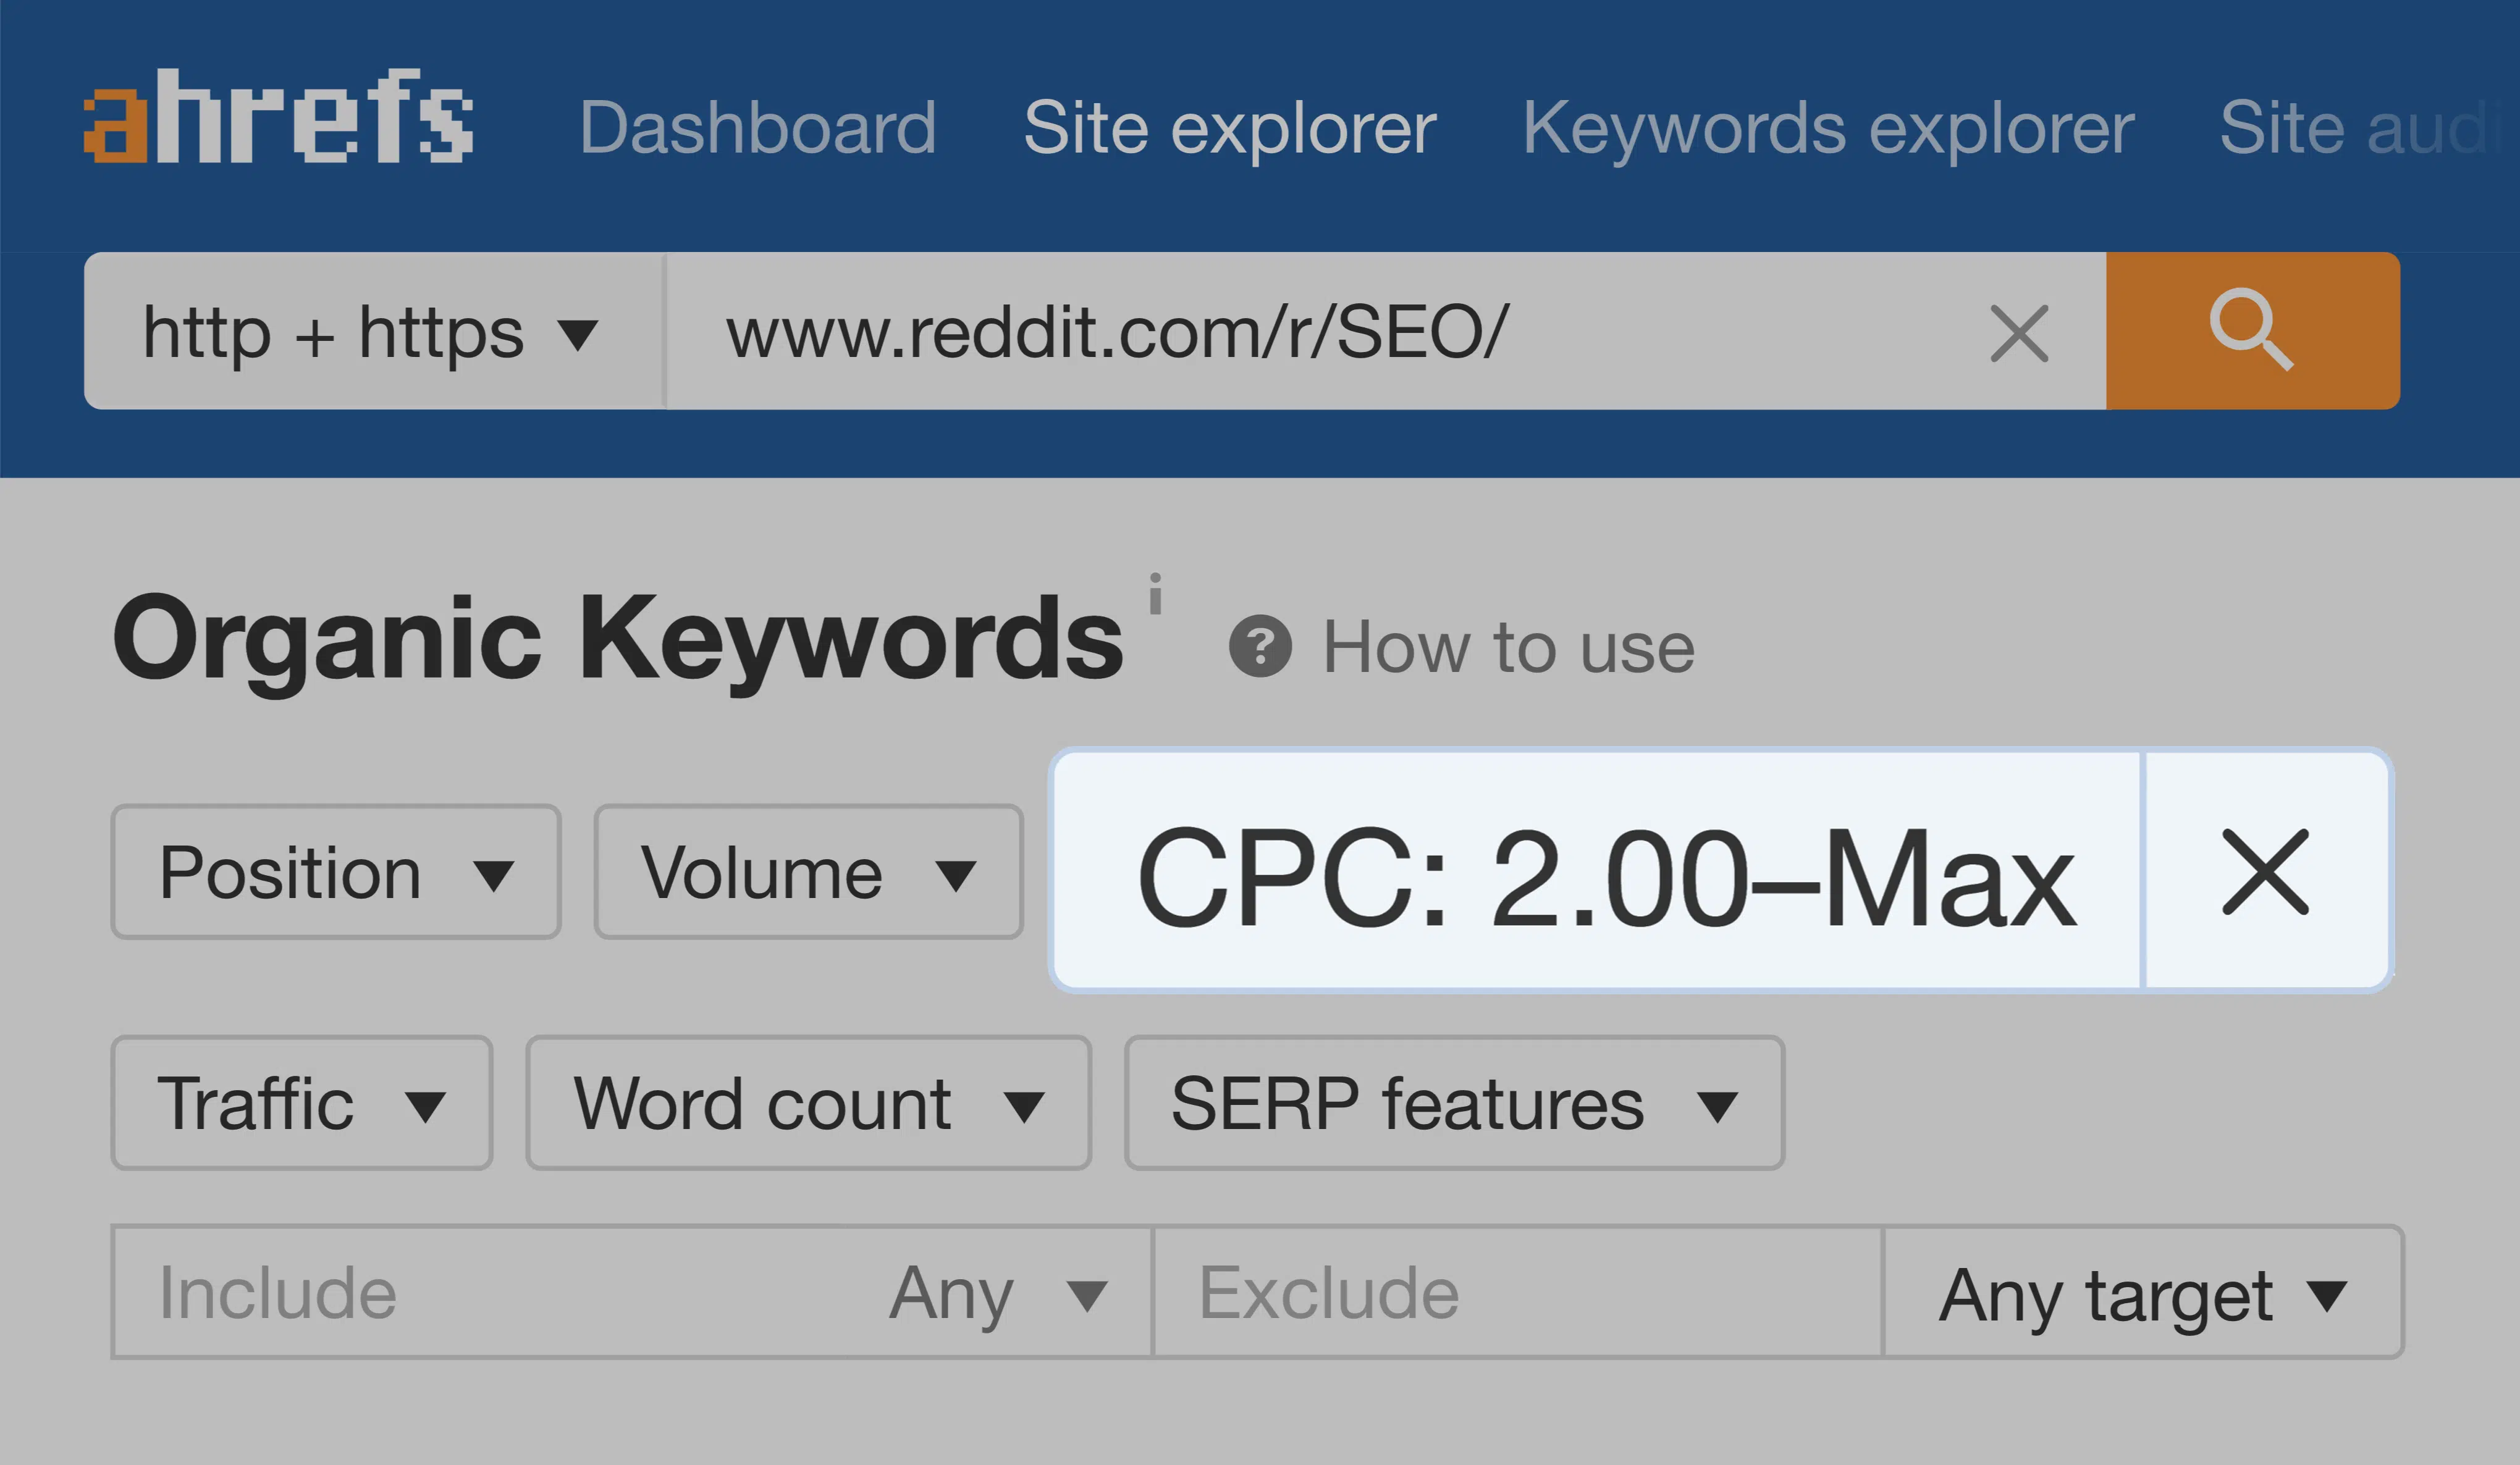 ahrefs Dashboard Site explorer Keywords explorer Site audi
http + https www.reddit.com/r/SEO/
Organic Keywords i ? How to use
Position Volume CPC: 2.00–Max
Traffic Word count SERP features
Include Any Exclude Any target